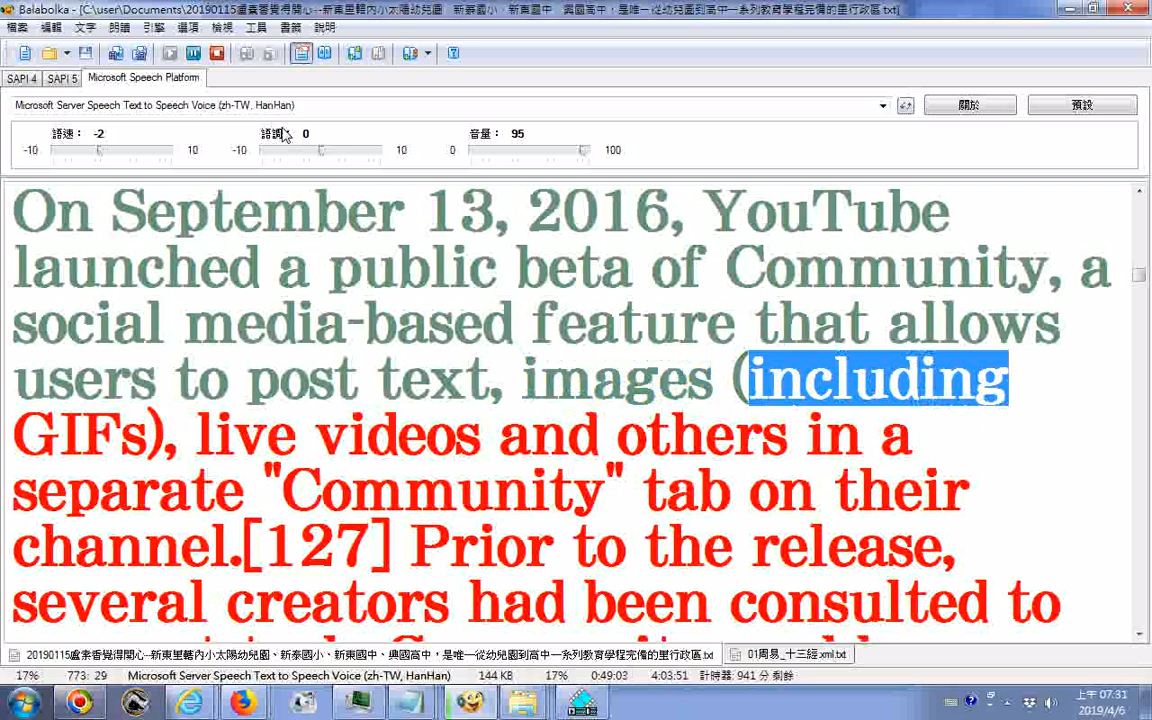 Balabolka - [C:\user\Documents\20190115盧素香覺得開心--新東里轄內小太陽幼兒園、新泰國小、新東國中、興國高中，是唯一從幼兒園到高中一系列教育學程完備的里行政區.txt]
檔案 編輯 文字 朗讀 引擎 選項 檢視 工具 書籤 說明
SAPI 4 SAPI 5 Microsoft Speech Platform
Microsoft Server Speech Text to Speech Voice (zh-TW, HanHan) 關於 預設
語速： -2 語調： 0 音量： 95
-10 10 -10 10 0 100
On September 13, 2016, YouTube
launched a public beta of Community, a
social media-based feature that allows
users to post text, images (including
GIFs), live videos and others in a
separate "Community" tab on their
channel.[127] Prior to the release,
several creators had been consulted to
20190115盧素香覺得開心--新東里轄內小太陽幼兒園、新泰國小、新東國中、興國高中，是唯一從幼兒園到高中一系列教育學程完備的里行政區.txt 01周易_十三經.xml.txt
17% 773: 29 Microsoft Server Speech Text to Speech Voice (zh-TW, HanHan) 144 KB 17% 0:49:03 4:03:51 計時器: 941 分 剩餘
上午 07:31
2019/4/6